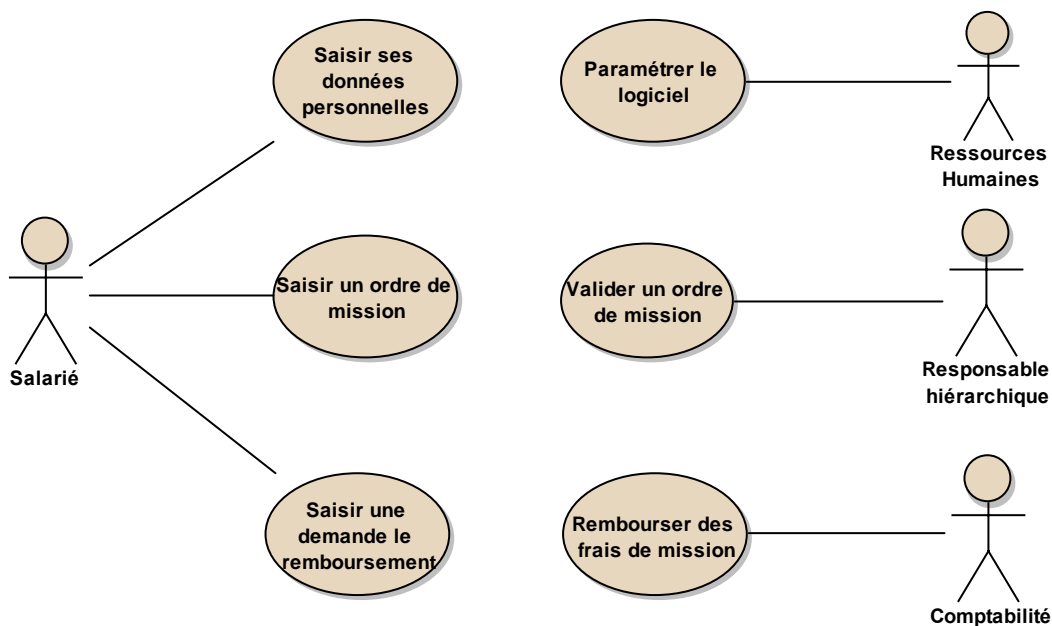 Saisir ses
données
personnelles
Paramétrer le
logiciel
Ressources
Humaines
Salarié
Saisir un ordre de
mission
Valider un ordre
de mission
Responsable
hiérarchique
Saisir une
demande le
remboursement
Rembourser des
frais de mission
Comptabilité